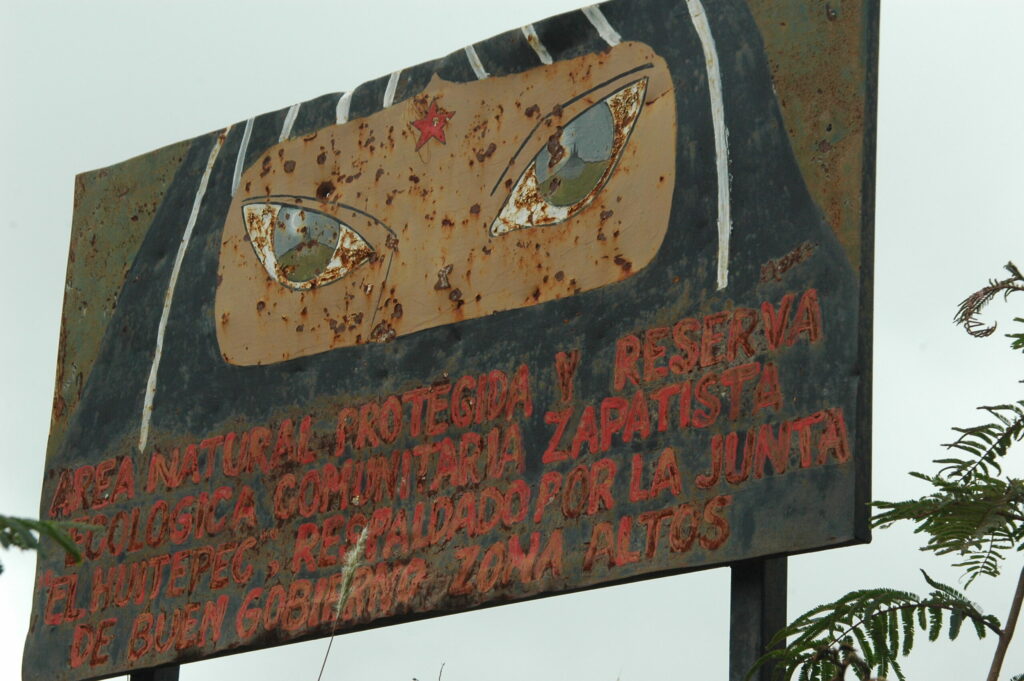 AREA NATURAL PROTEGIDA Y RESERVA
ECOLOGICA COMUNITARIA ZAPATISTA
"EL HUITEPEC", RESPALDADO POR LA JUNTA
DE BUEN GOBIERNO ZONA ALTOS